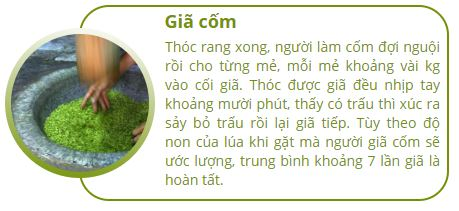 Giã cốm
Thóc rang xong, người làm cốm đợi nguội
rồi cho từng mẻ, mỗi mẻ khoảng vài kg
vào cối giã. Thóc được giã đều nhịp tay
khoảng mười phút, thấy có trấu thì xúc ra
sảy bỏ trấu rồi lại giã tiếp. Tùy theo độ
non của lúa khi gặt mà người giã cốm sẽ
ước lượng, trung bình khoảng 7 lần giã là
hoàn tất.